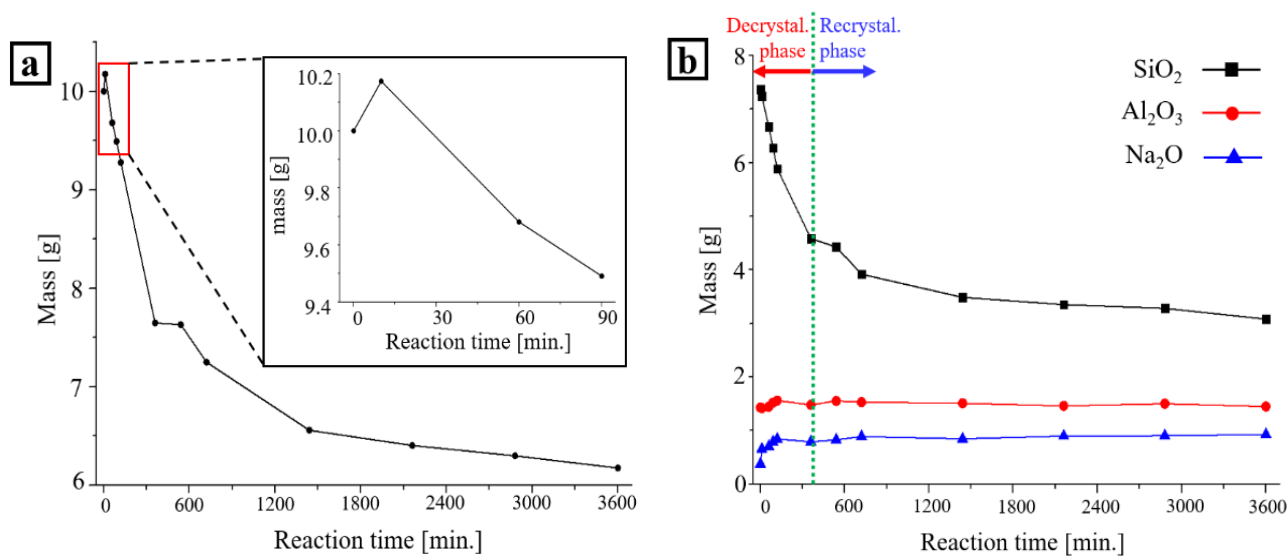 a
10
9
8
7
6
Mass [g]
0 600 1200 1800 2400 3000 3600
Reaction time [min.]
10.2
10.0
9.8
9.6
9.4
mass [g]
0 30 60 90
Reaction time [min.]
b
Decrystal. Recrystal.
phase phase
SiO2
Al2O3
Na2O
8
6
4
2
0
Mass [g]
0 600 1200 1800 2400 3000 3600
Reaction time [min.]